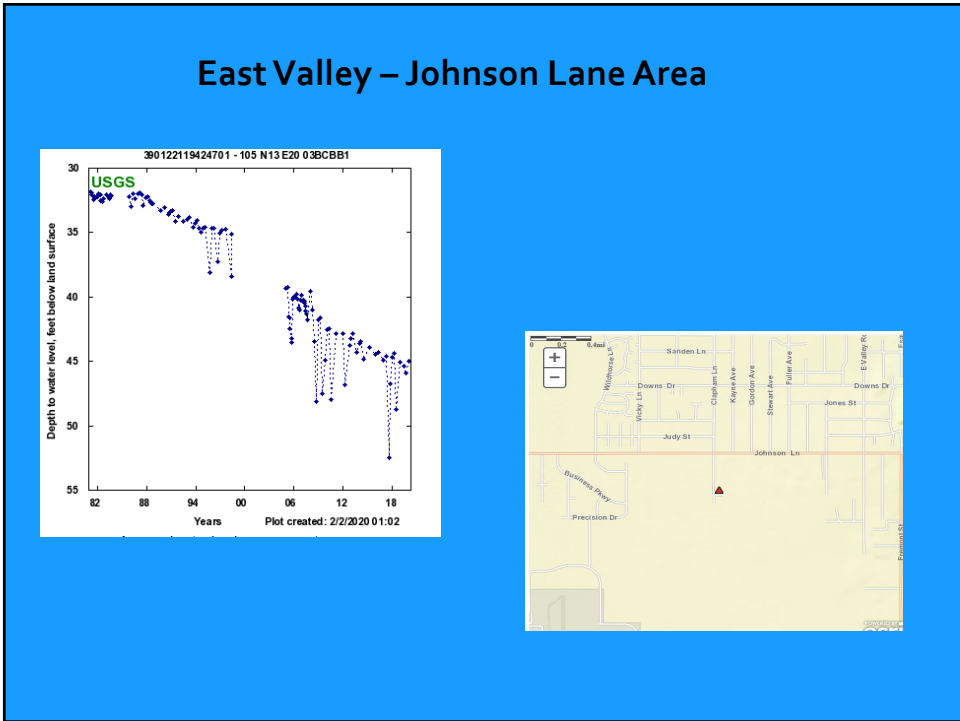 East Valley – Johnson Lane Area
390122119424701 - 105 N13 E20 03BCBB1
USGS
Depth to water level, feet below land surface
30
35
40
45
50
55
82 88 94 00 06 12 18
Years
Plot created: 2/2/2020 01:02
0 0.2 0.4mi
+
−
Wildhorse Ln
Sanden Ln
Fuller Ave
E Valley Rd
Downs Dr
Vicky Ln
Clapham Ln
Kayne Ave
Gordon Ave
Stewart Ave
Downs Dr
Jones St
Judy St
Johnson Ln
Business Pkwy
Precision Dr
Fremont St
POWERED BY
esri